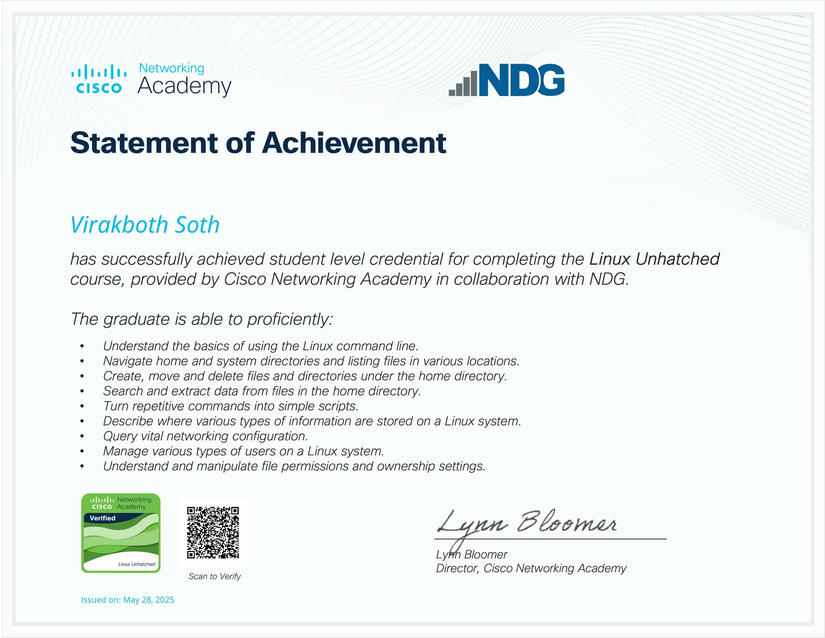 CISCO
Networking
Academy
NDG
Statement of Achievement
Virakboth Soth
has successfully achieved student level credential for completing the Linux Unhatched
course, provided by Cisco Networking Academy in collaboration with NDG.
The graduate is able to proficiently:
• Understand the basics of using the Linux command line.
• Navigate home and system directories and listing files in various locations.
• Create, move and delete files and directories under the home directory.
• Search and extract data from files in the home directory.
• Turn repetitive commands into simple scripts.
• Describe where various types of information are stored on a Linux system.
• Query vital networking configuration.
• Manage various types of users on a Linux system.
• Understand and manipulate file permissions and ownership settings.
CISCO
Networking
Academy
Verified
Linux Unhatched
Scan to Verify
Lynn Bloomer
Lynn Bloomer
Director, Cisco Networking Academy
Issued on: May 28, 2025